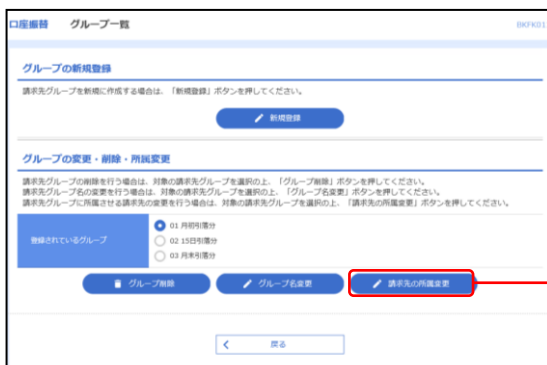 口座振替 グループ一覧 BKFK01
グループの新規登録
請求先グループを新規に作成する場合は、「新規登録」ボタンを押してください。
新規登録
グループの変更・削除・所属変更
請求先グループの削除を行う場合は、対象の請求先グループを選択の上、「グループ削除」ボタンを押してください。
請求先グループ名の変更を行う場合は、対象の請求先グループを選択の上、「グループ名変更」ボタンを押してください。
請求先グループに所属させる請求先の変更を行う場合は、対象の請求先グループを選択の上、「請求先の所属変更」ボタンを押してください。
登録されているグループ
01 月初引落分
02 15日引落分
03 月末引落分
グループ削除 グループ名変更 請求先の所属変更
戻る